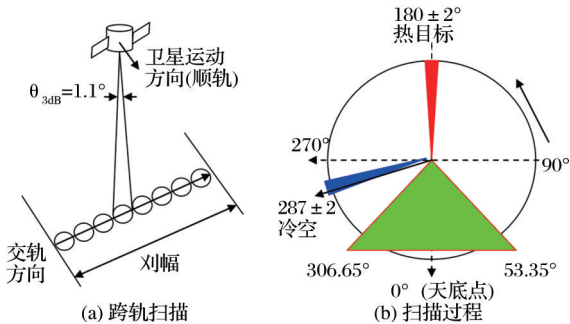 卫星运动
方向(顺轨)
θ3dB=1.1°
交轨
方向
刈幅
(a) 跨轨扫描
180±2°
热目标
270°
90°
287±2
冷空
306.65°
53.35°
0° (天底点)
(b) 扫描过程